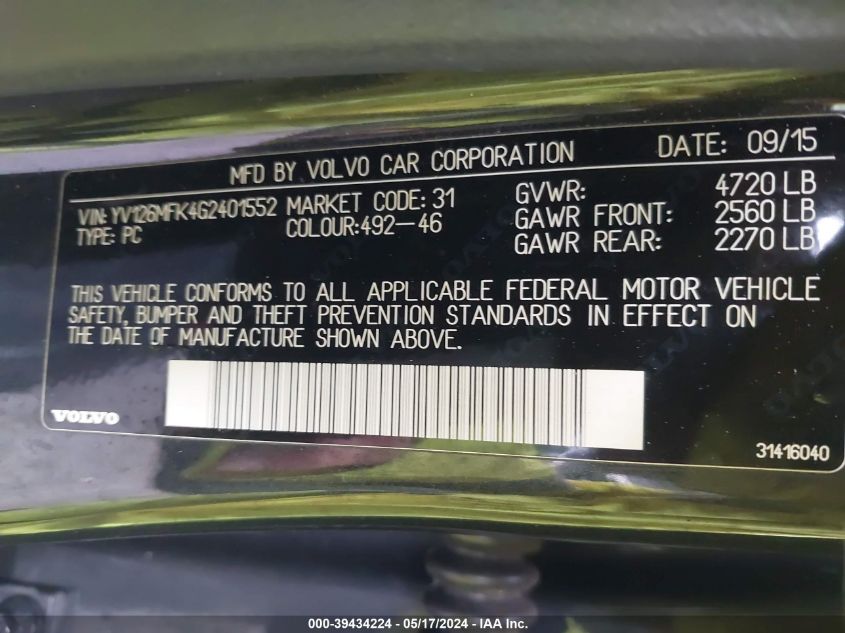 MFD BY VOLVO CAR CORPORATION DATE: 09/15
VIN: YV126MFK4G2401552 MARKET CODE: 31 GVWR: 4720 LB
TYPE: PC COLOUR:492-46 GAWR FRONT: 2560 LB
GAWR REAR: 2270 LB
THIS VEHICLE CONFORMS TO ALL APPLICABLE FEDERAL MOTOR VEHICLE
SAFETY, BUMPER AND THEFT PREVENTION STANDARDS IN EFFECT ON
THE DATE OF MANUFACTURE SHOWN ABOVE.
VOLVO
31416040
000-39434224 - 05/17/2024 - IAA Inc.